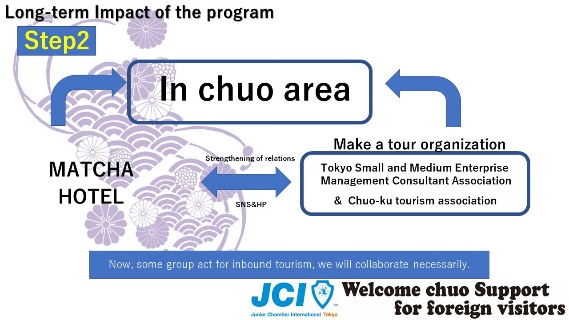 Long-term Impact of the program
Step2
In chuo area
Make a tour organization
MATCHA
HOTEL
Strengthening of relations
SNS&HP
Tokyo Small and Medium Enterprise
Management Consultant Association
& Chuo-ku tourism association
Now, some group act for inbound tourism, we will collaborate necessarily.
JCI
Junior Chamber International Tokyo
Welcome chuo Support
for foreign visitors